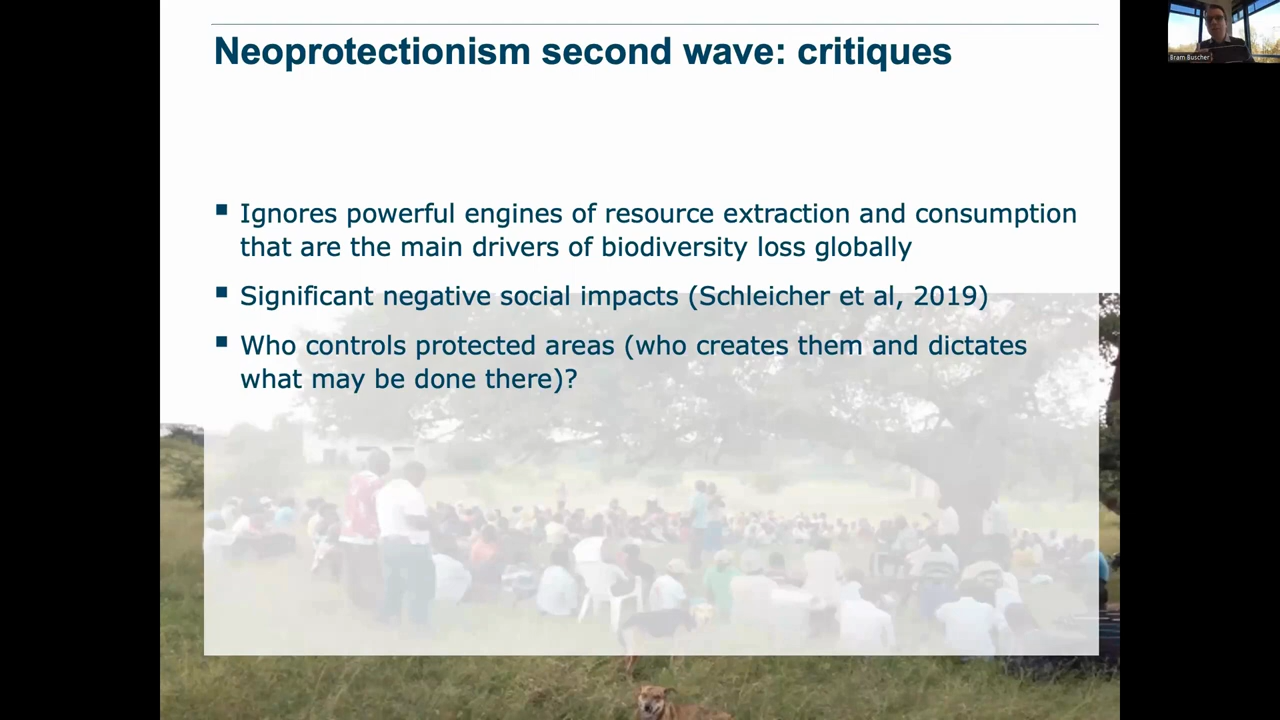 Neoprotectionism second wave: critiques
Bram Buscher
▪ Ignores powerful engines of resource extraction and consumption
that are the main drivers of biodiversity loss globally
▪ Significant negative social impacts (Schleicher et al, 2019)
▪ Who controls protected areas (who creates them and dictates
what may be done there)?